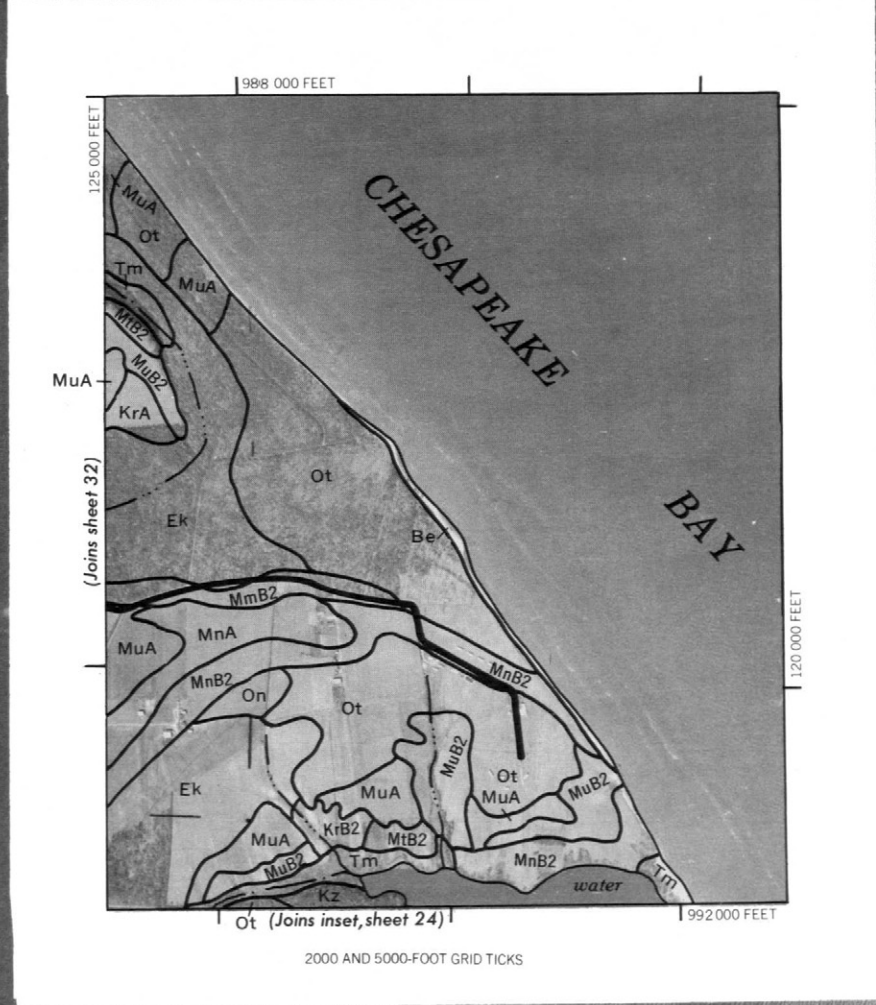 988 000 FEET
125 000 FEET
CHESAPEAKE
MuA
Ot
Tm
MuA
MtB2
MuB2
MuA
KrA
Ot
BAY
(Joins sheet 32)
Ek
Be
MmB2
120 000 FEET
MnA
MuA
MnB2
MnB2
On
Ot
MuB2
Ot
Ek
MuA
MuA
MuB2
KrB2
MtB2
MuA
MuB2
Tm
MnB2
Tm
water
Kz
Ot (Joins inset, sheet 24)
992 000 FEET
2000 AND 5000-FOOT GRID TICKS